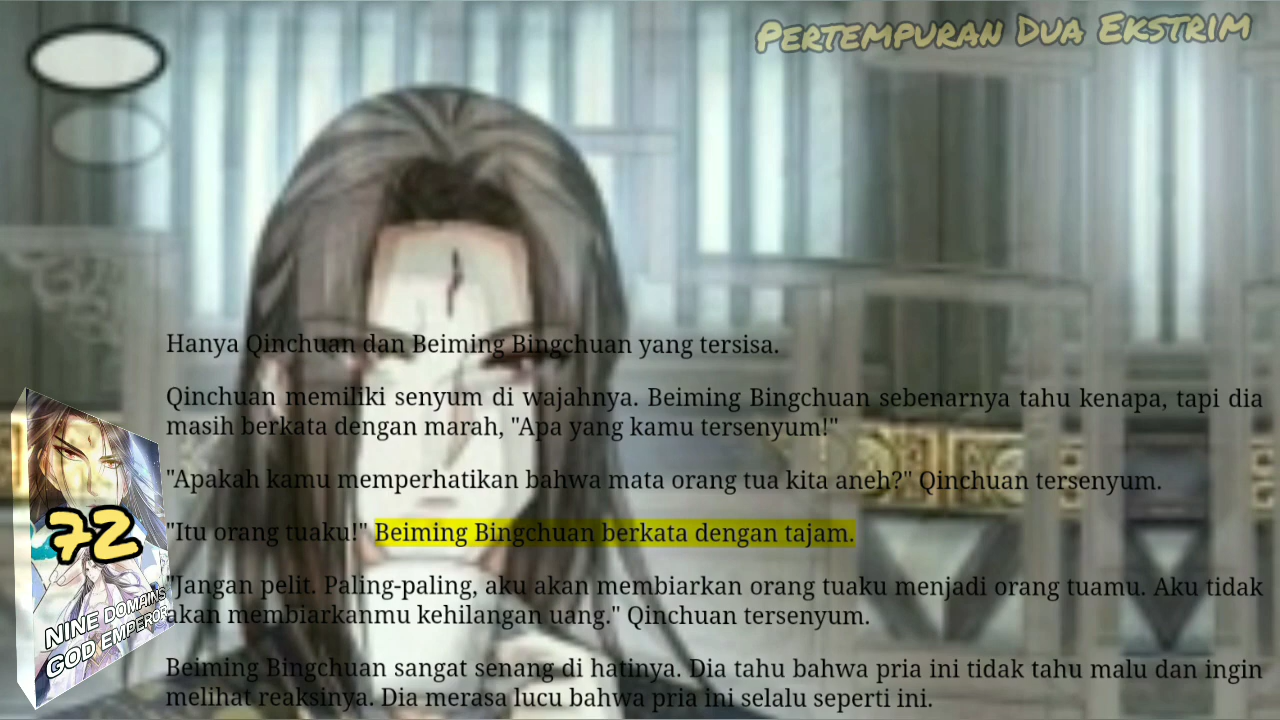 Pertempuran Dua Ekstrim
Hanya Qinchuan dan Beiming Bingchuan yang tersisa.
Qinchuan memiliki senyum di wajahnya. Beiming Bingchuan sebenarnya tahu kenapa, tapi dia
masih berkata dengan marah, "Apa yang kamu tersenyum!"
"Apakah kamu memperhatikan bahwa mata orang tua kita aneh?" Qinchuan tersenyum.
"Itu orang tuaku!" Beiming Bingchuan berkata dengan tajam.
"Jangan pelit. Paling-paling, aku akan membiarkan orang tuaku menjadi orang tuamu. Aku tidak
akan membiarkanmu kehilangan uang." Qinchuan tersenyum.
Beiming Bingchuan sangat senang di hatinya. Dia tahu bahwa pria ini tidak tahu malu dan ingin
melihat reaksinya. Dia merasa lucu bahwa pria ini selalu seperti ini.
72
NINE DOMAINS
GOD EMPEROR